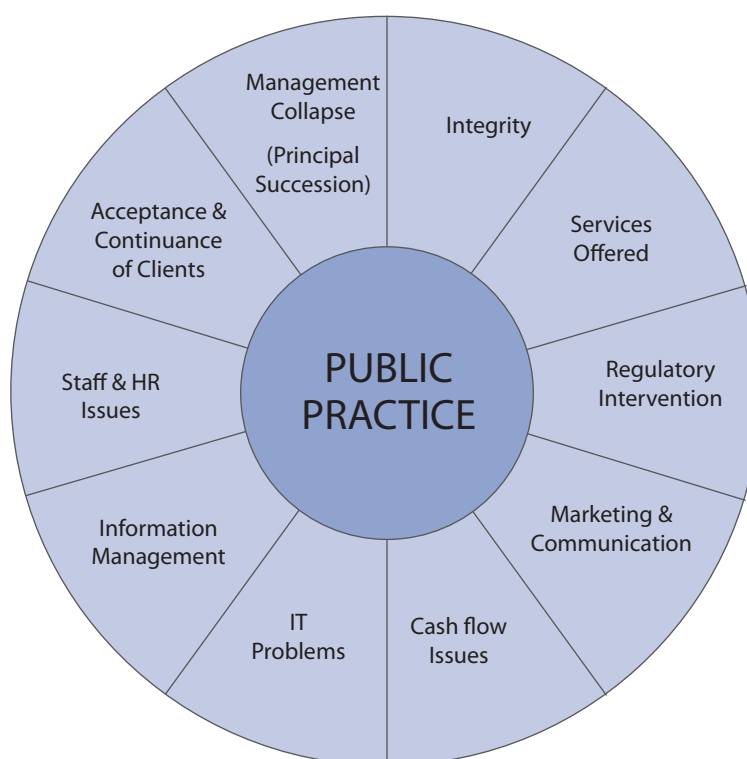 Management
Collapse
(Principal
Succession)
Integrity
Services
Offered
Regulatory
Intervention
Marketing &
Communication
Cash flow
Issues
IT
Problems
Information
Management
Staff & HR
Issues
Acceptance &
Continuance
of Clients
PUBLIC
PRACTICE